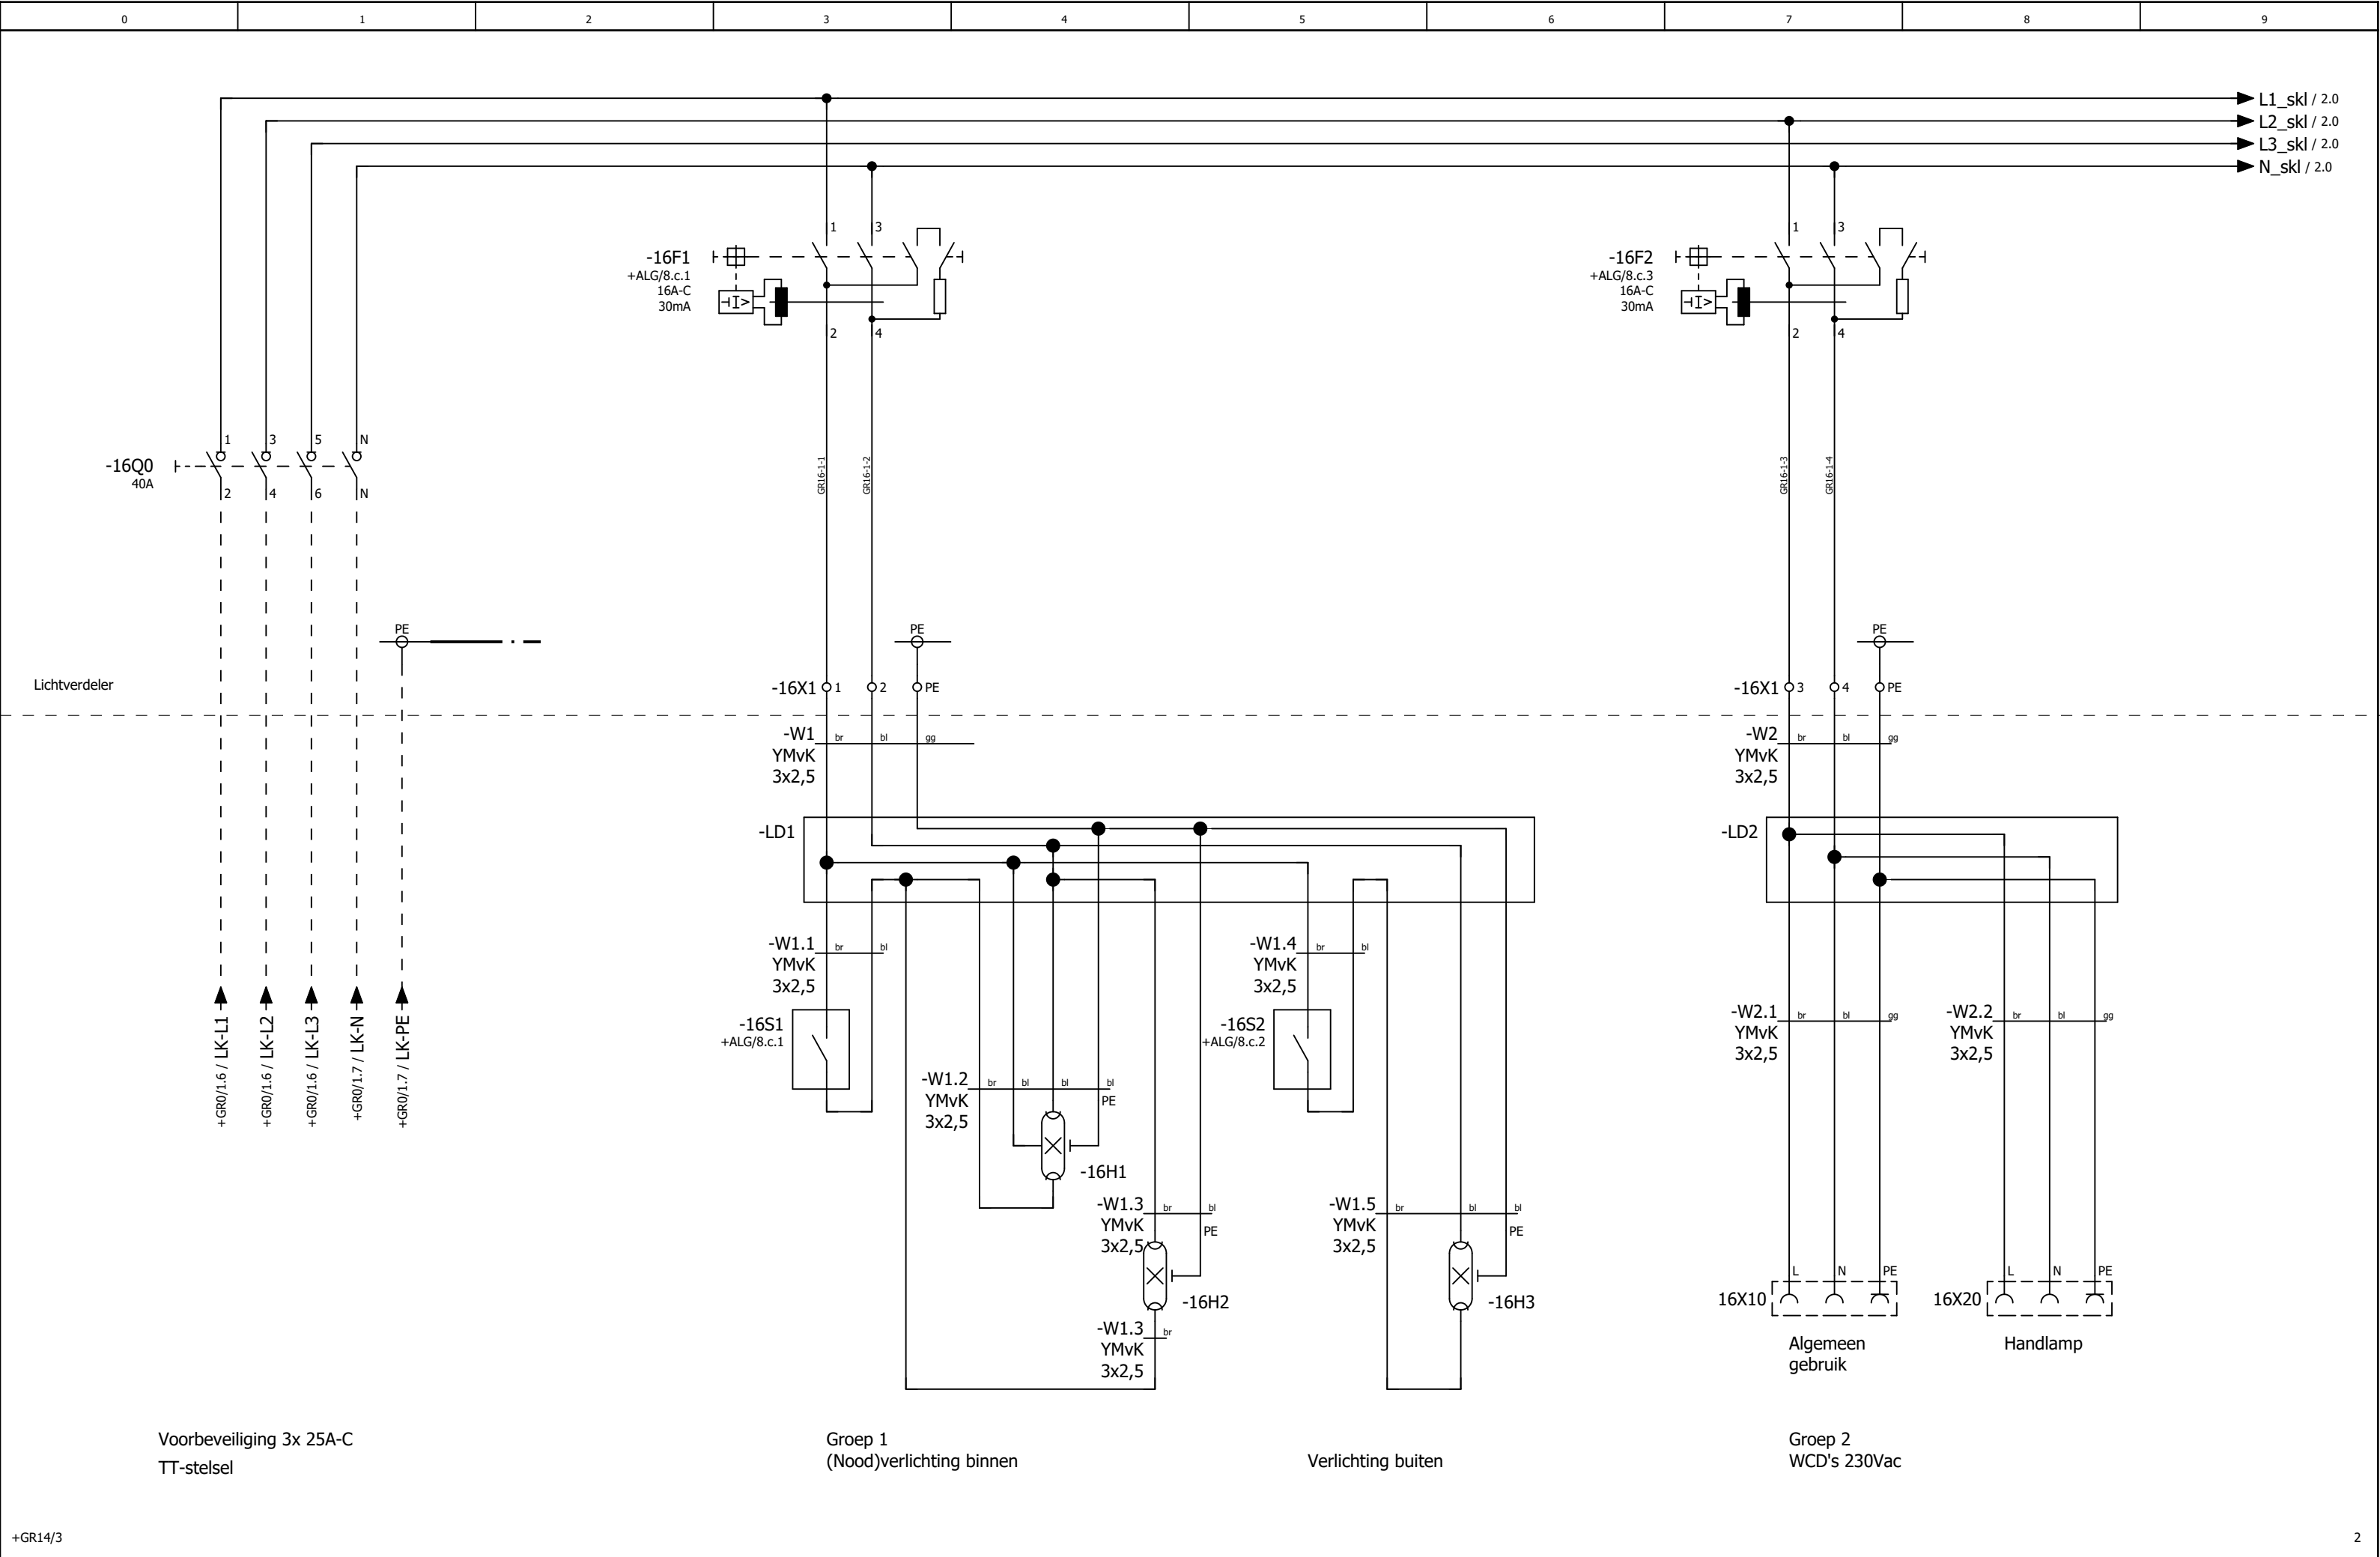 0 1 2 3 4 5 6 7 8 9
L1_skl / 2.0
L2_skl / 2.0
L3_skl / 2.0
N_skl / 2.0
1 3
-16F1
+ALG/8.c.1
16A-C
30mA
I>
2 4
1 3
-16F2
+ALG/8.c.3
16A-C
30mA
I>
2 4
1 3 5 N
-16Q0
40A
2 4 6 N
GR16-1-1
GR16-1-2
GR16-1-3
GR16-1-4
PE
PE
PE
Lichtverdeler
-16X1 1 2 PE
-16X1 3 4 PE
-W1 br bl gg
YMvK
3x2,5
-W2 br bl gg
YMvK
3x2,5
-LD1
-LD2
-W1.1 br bl
YMvK
3x2,5
-W1.4 br bl
YMvK
3x2,5
-16S1
+ALG/8.c.1
-16S2
+ALG/8.c.2
-W2.1 br bl gg
YMvK
3x2,5
-W2.2 br bl gg
YMvK
3x2,5
+GR0/1.6 / LK-L1
+GR0/1.6 / LK-L2
+GR0/1.6 / LK-L3
+GR0/1.7 / LK-N
+GR0/1.7 / LK-PE
-W1.2 br bl bl bl
YMvK PE
3x2,5
-16H1
-W1.3 br bl
YMvK PE
3x2,5
-16H2
-W1.3 br
YMvK
3x2,5
-W1.5 br bl bl
YMvK PE
3x2,5
-16H3
L N PE
16X10
Algemeen
gebruik
L N PE
16X20
Handlamp
Voorbeveiliging 3x 25A-C
TT-stelsel
Groep 1
(Nood)verlichting binnen
Verlichting buiten
Groep 2
WCD's 230Vac
+GR14/3
2